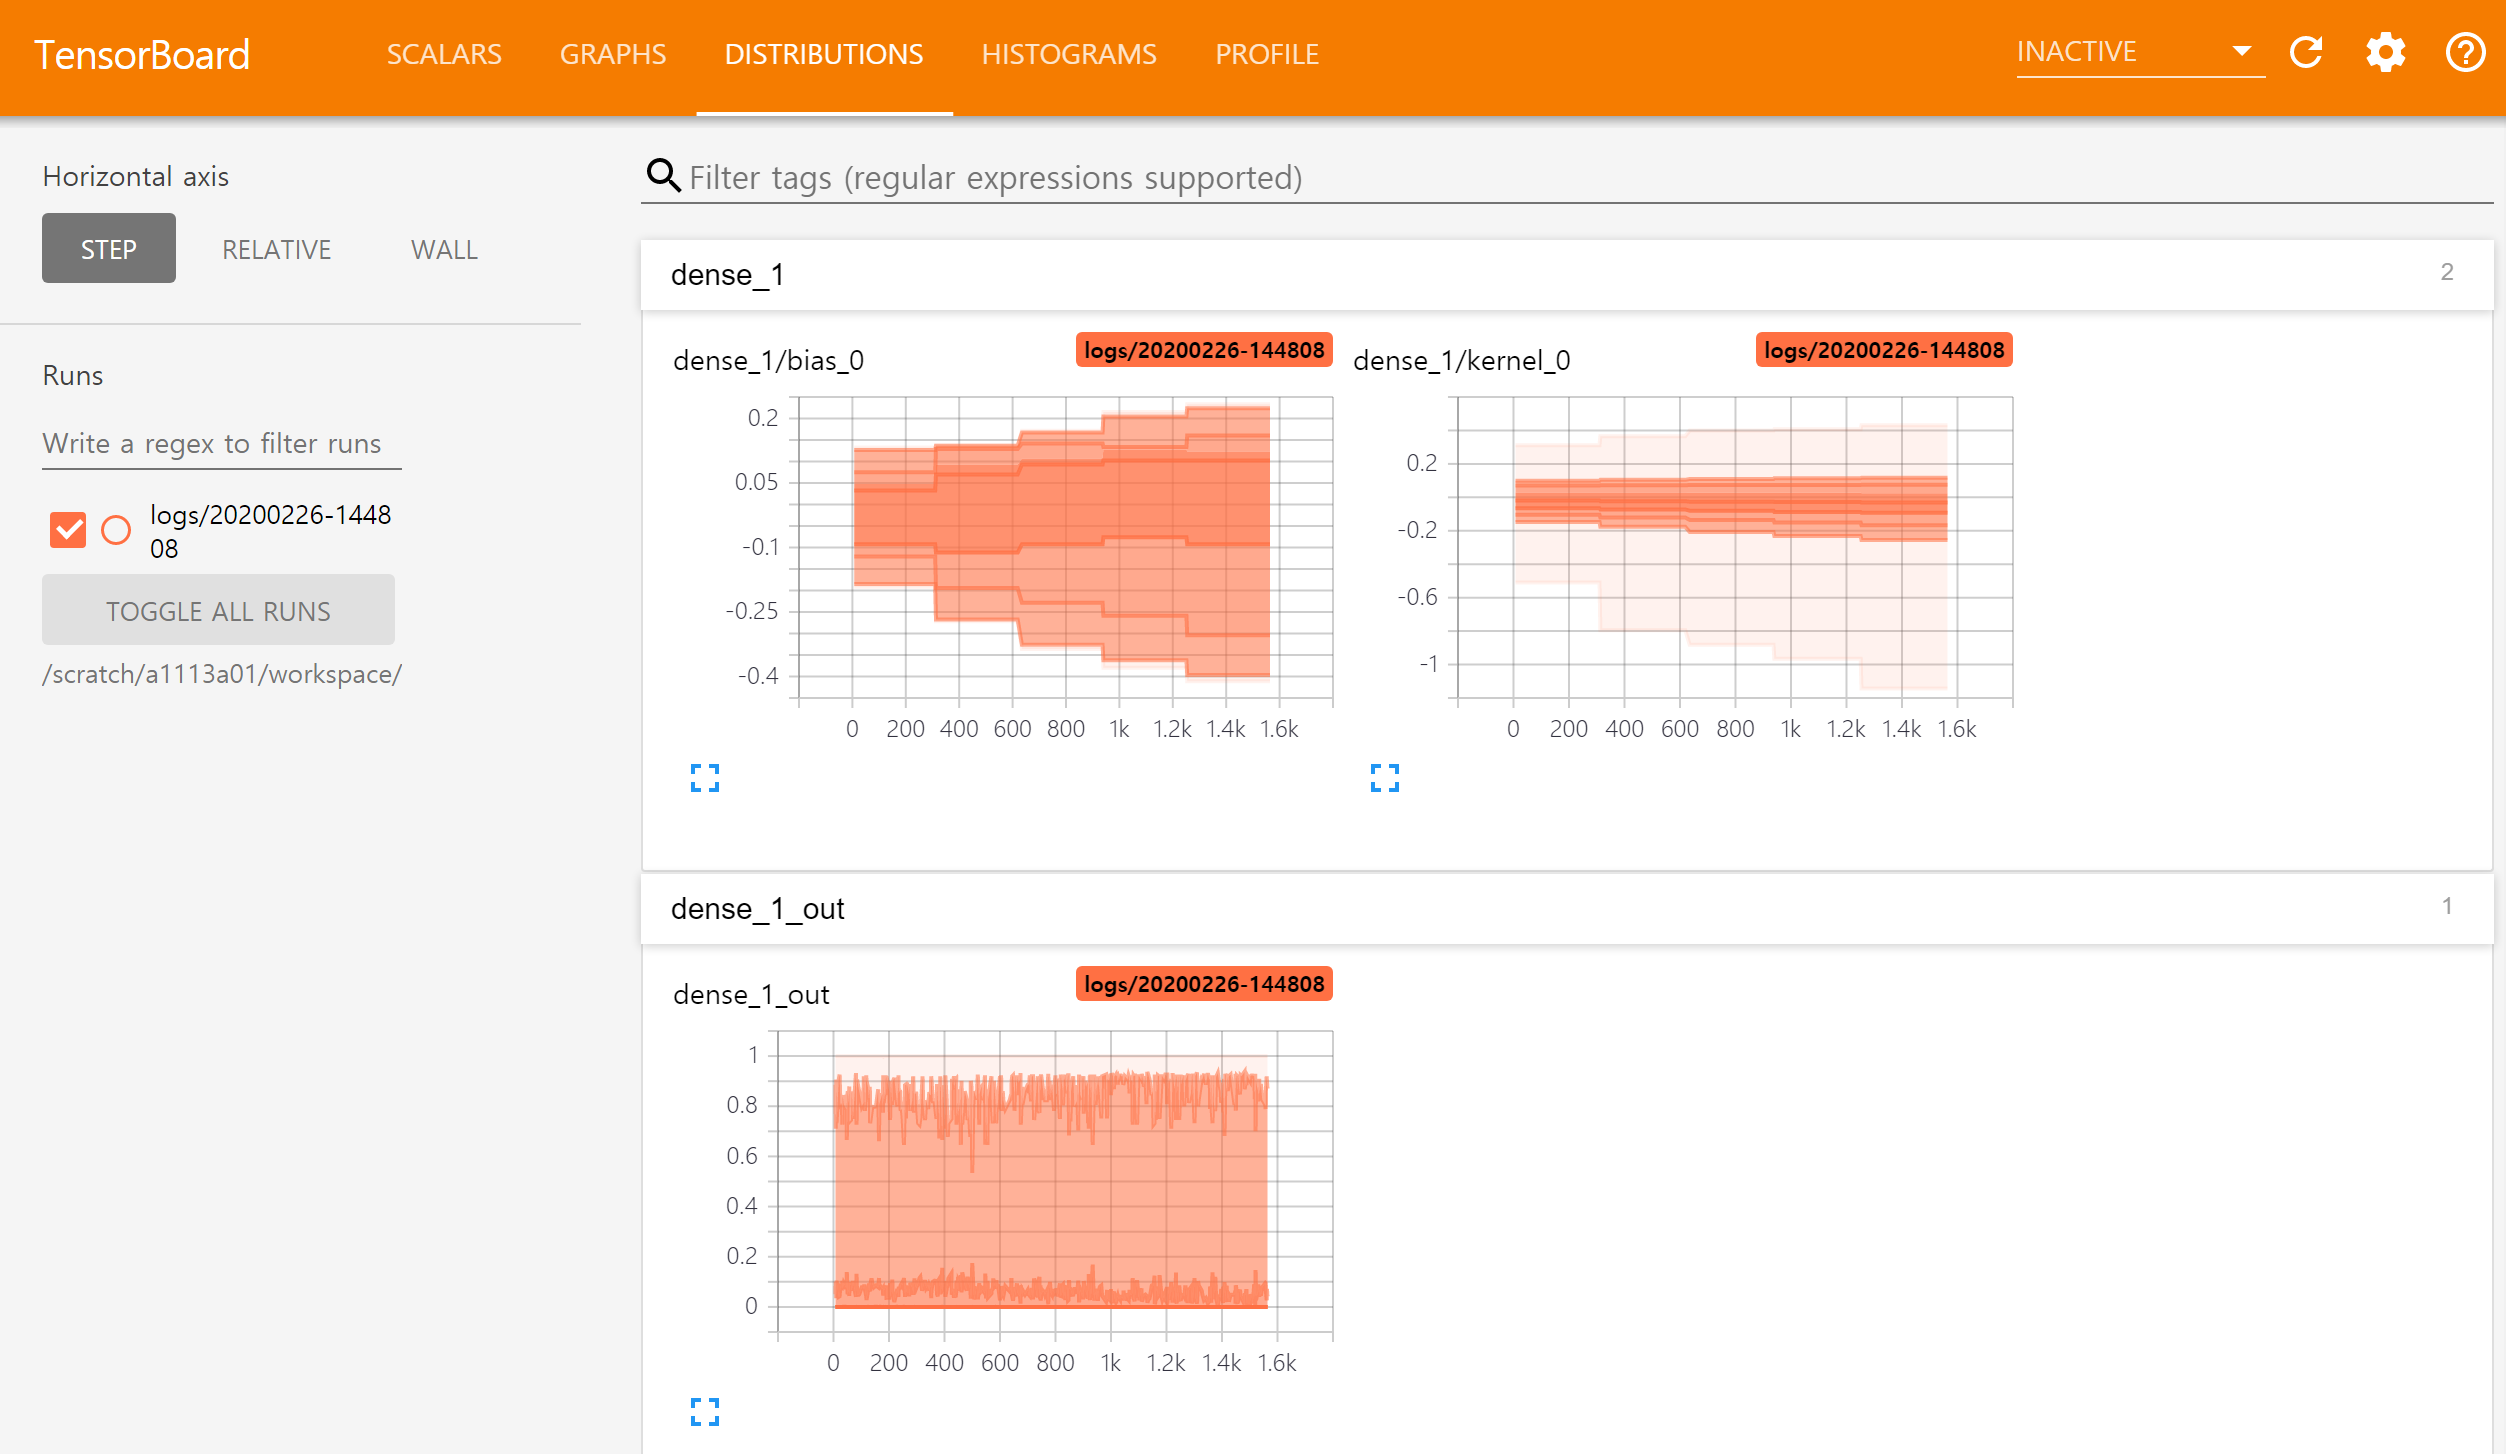 TensorBoard
SCALARS
GRAPHS
DISTRIBUTIONS
HISTOGRAMS
PROFILE
INACTIVE
Horizontal axis
STEP
RELATIVE
WALL
Runs
Write a regex to filter runs
logs/20200226-1448
08
TOGGLE ALL RUNS
/scratch/a1113a01/workspace/
Filter tags (regular expressions supported)
dense_1
2
dense_1/bias_0
logs/20200226-144808
0.2
0.05
-0.1
-0.25
-0.4
0 200 400 600 800 1k 1.2k 1.4k 1.6k
dense_1/kernel_0
logs/20200226-144808
0.2
-0.2
-0.6
-1
0 200 400 600 800 1k 1.2k 1.4k 1.6k
dense_1_out
1
dense_1_out
logs/20200226-144808
1
0.8
0.6
0.4
0.2
0
0 200 400 600 800 1k 1.2k 1.4k 1.6k